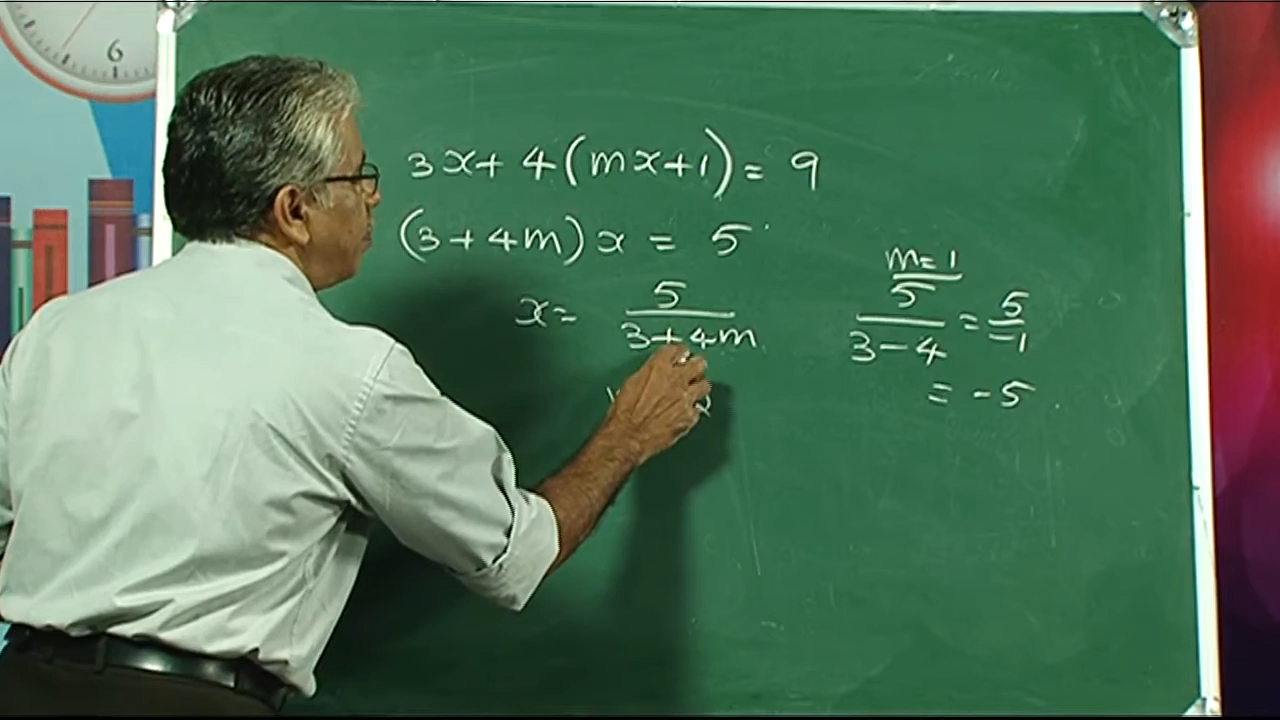 6
3x+4(mx+1)=9
(3+4m)x=5
x=5/(3+4m)
m=1
5/(3-4)=5/-1
=-5